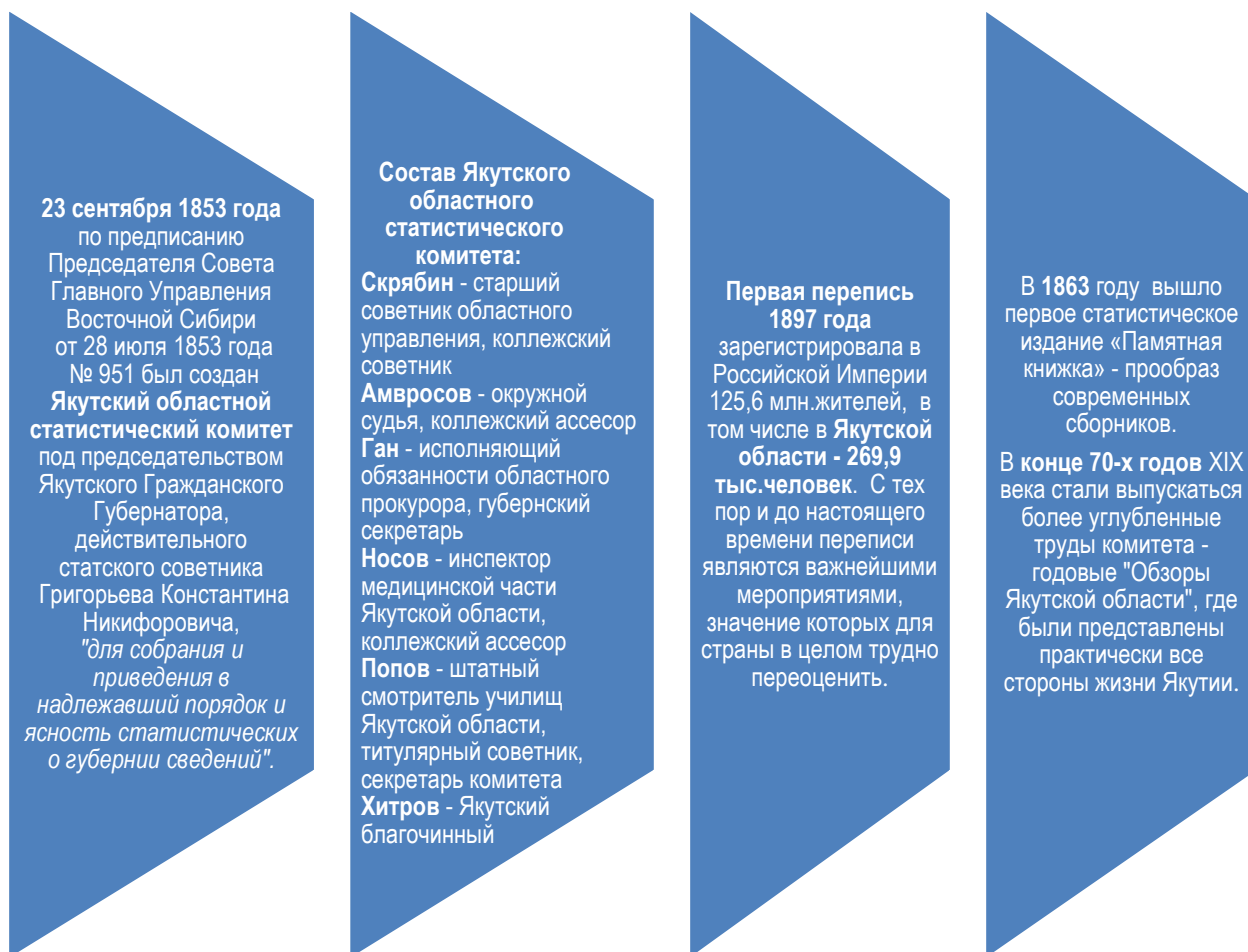 23 сентября 1853 года
по предписанию
Председателя Совета
Главного Управления
Восточной Сибири
от 28 июля 1853 года
№ 951 был создан
Якутский областной
статистический комитет
под председательством
Якутского Гражданского
Губернатора,
действительного
статского советника
Григорьева Константина
Никифоровича,
"для собрания и
приведения в
надлежавший порядок и
ясность статистических
о губернии сведений".
Состав Якутского
областного
статистического
комитета:
Скрябин - старший
советник областного
управления, коллежский
советник
Амвросов - окружной
судья, коллежский ассесор
Ган - исполняющий
обязанности областного
прокурора, губернский
секретарь
Носов - инспектор
медицинской части
Якутской области,
коллежский ассесор
Попов - штатный
смотритель училищ
Якутской области,
титулярный советник,
секретарь комитета
Хитров - Якутский
благочинный
Первая перепись
1897 года
зарегистрировала в
Российской Империи
125,6 млн.жителей, в
том числе в Якутской
области - 269,9
тыс.человек. С тех
пор и до настоящего
времени переписи
являются важнейшими
мероприятиями,
значение которых для
страны в целом трудно
переоценить.
В 1863 году вышло
первое статистическое
издание «Памятная
книжка» - прообраз
современных
сборников.
В конце 70-х годов XIX
века стали выпускаться
более углубленные
труды комитета -
годовые "Обзоры
Якутской области", где
были представлены
практически все
стороны жизни Якутии.